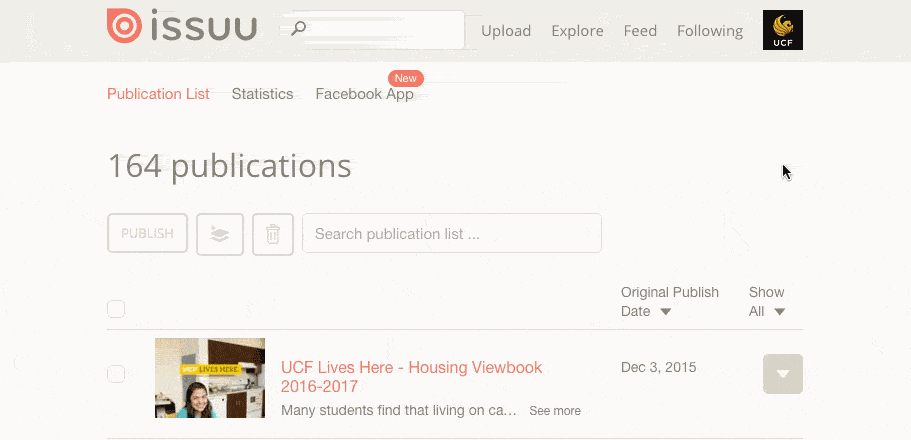 issuu
Upload Explore Feed Following
UCF
New
Publication List Statistics Facebook App
164 publications
PUBLISH
Search publication list ...
Original Publish
Date
Show
All
UCF LIVES HERE
UCF Lives Here - Housing Viewbook
2016-2017
Dec 3, 2015
Many students find that living on ca... See more